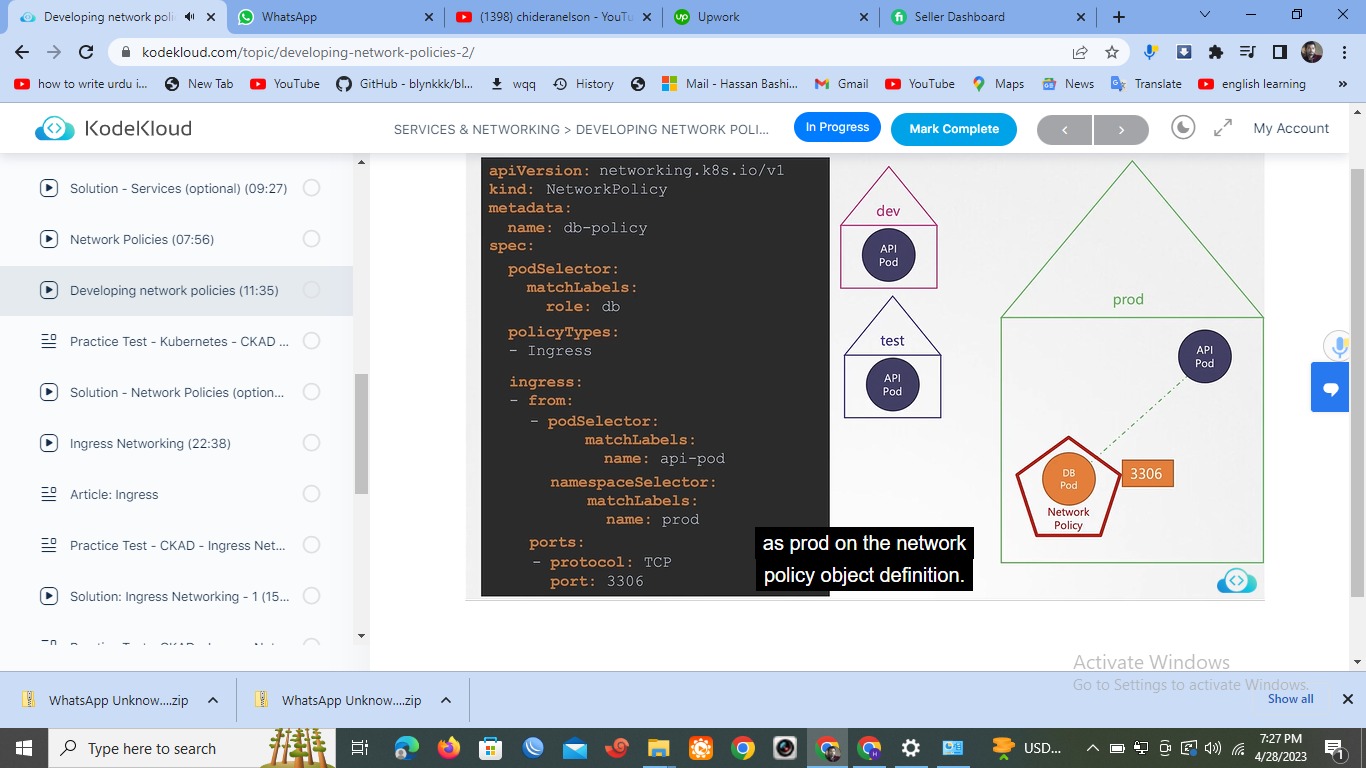 Developing network poli
WhatsApp
(1398) chideranelson - YouTu
Upwork
Seller Dashboard
kodekloud.com/topic/developing-network-policies-2/
how to write urdu i...
New Tab
YouTube
GitHub - blynkkk/bl...
wqq
History
Mail - Hassan Bashi...
Gmail
YouTube
Maps
News
Translate
english learning
KodeKloud
SERVICES & NETWORKING > DEVELOPING NETWORK POLI...
In Progress
Mark Complete
My Account
Solution - Services (optional) (09:27)
Network Policies (07:56)
Developing network policies (11:35)
Practice Test - Kubernetes - CKAD ...
Solution - Network Policies (option...
Ingress Networking (22:38)
Article: Ingress
Practice Test - CKAD - Ingress Net...
Solution: Ingress Networking - 1 (15...
apiVersion: networking.k8s.io/v1
kind: NetworkPolicy
metadata:
name: db-policy
spec:
podSelector:
matchLabels:
role: db
policyTypes:
- Ingress
ingress:
- from:
- podSelector:
matchLabels:
name: api-pod
namespaceSelector:
matchLabels:
name: prod
ports:
- protocol: TCP
port: 3306
dev
API
Pod
test
API
Pod
prod
API
Pod
DB
Pod
Network
Policy
3306
as prod on the network
policy object definition.
Activate Windows
Go to Settings to activate Windows.
WhatsApp Unknow....zip
WhatsApp Unknow....zip
Show all
Type here to search
USD...
7:27 PM
4/28/2023
1